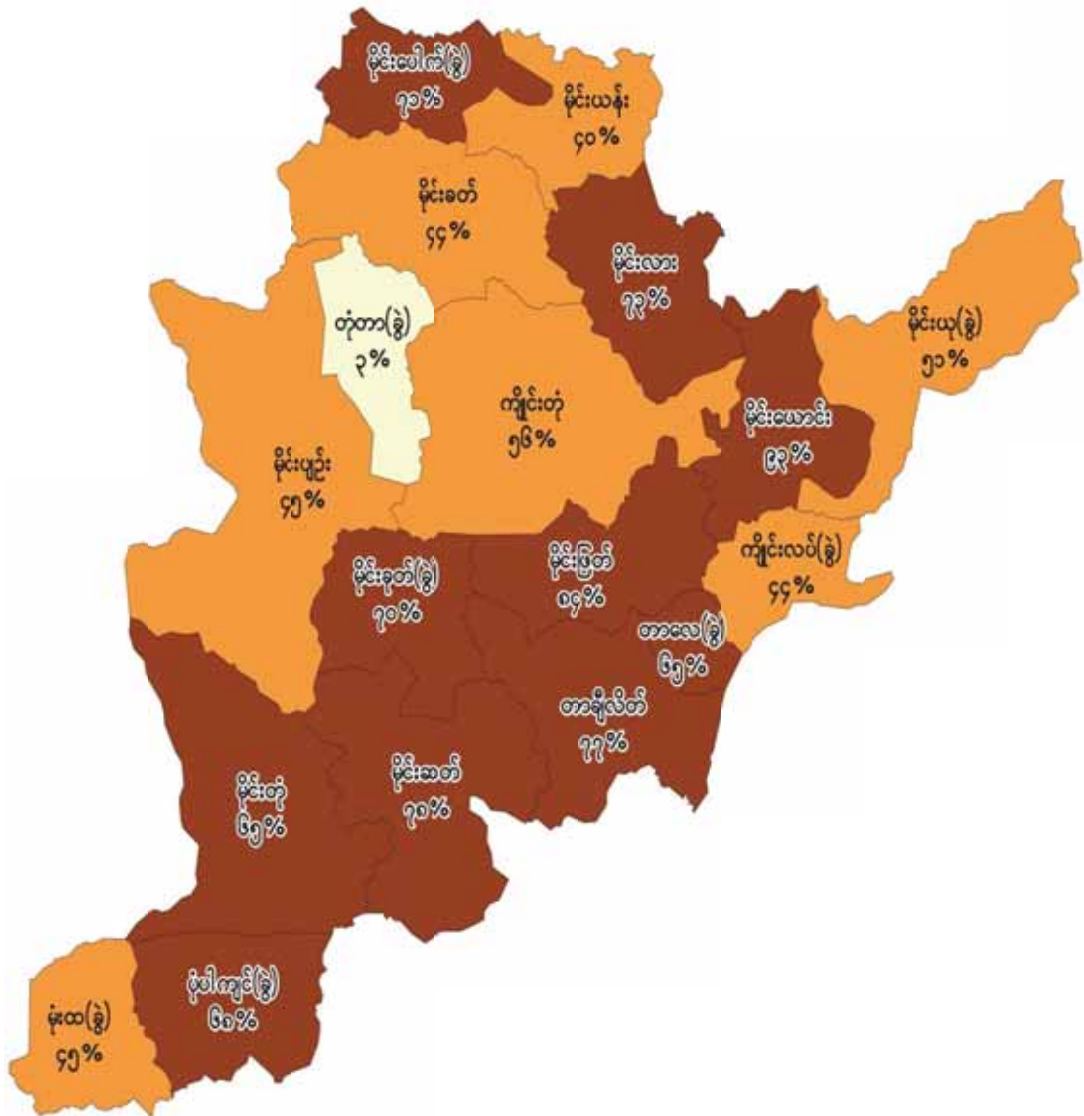 မိုင်းပေါက်(ခွဲ)
၇၁%
မိုင်းယန်း
၄၀%
မိုင်းခတ်
၄၄%
မိုင်းလား
၇၃%
တုံတာ(ခွဲ)
၃%
မိုင်းယု(ခွဲ)
၅၁%
ကျိုင်းတုံ
၅၆%
မိုင်းယောင်း
၉၃%
မိုင်းပျဉ်း
၄၅%
ကျိုင်းလပ်(ခွဲ)
၄၄%
မိုင်းခုတ်(ခွဲ)
၇၀%
မိုင်းဖြတ်
၈၄%
တာလေ(ခွဲ)
၆၅%
တာချီလိတ်
၇၇%
မိုင်းဆတ်
၇၈%
မိုင်းတုံ
၆၅%
ပုံပါကျင်(ခွဲ)
၆၈%
မုံးထ(ခွဲ)
၄၅%